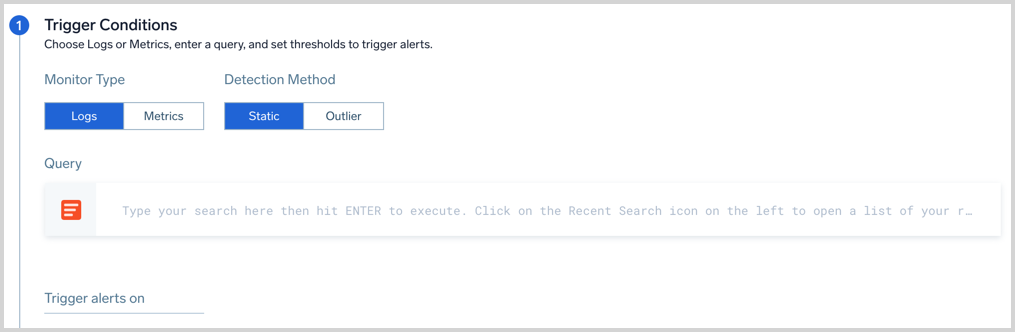 1
Trigger Conditions
Choose Logs or Metrics, enter a query, and set thresholds to trigger alerts.
Monitor Type Detection Method
Logs Metrics Static Outlier
Query
Type your search here then hit ENTER to execute. Click on the Recent Search icon on the left to open a list of your r…
Trigger alerts on